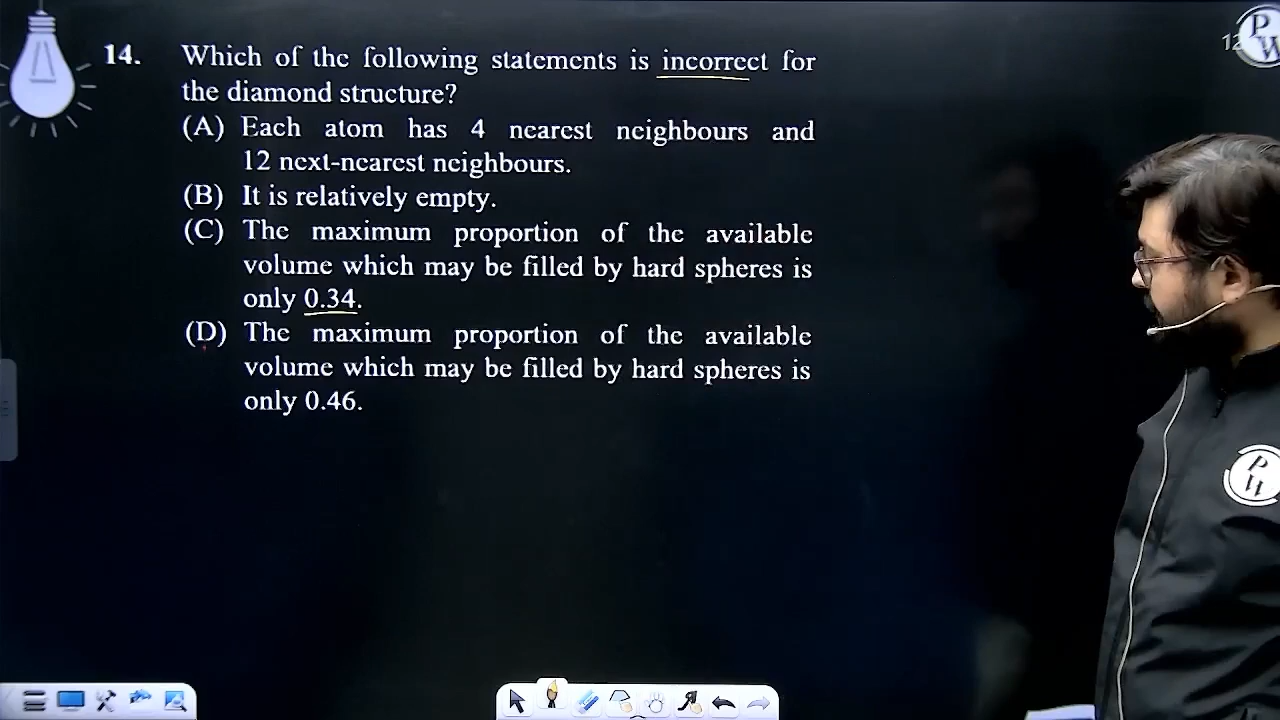 12
P
W
14. Which of the following statements is incorrect for
the diamond structure?
(A) Each atom has 4 nearest neighbours and
12 next-nearest neighbours.
(B) It is relatively empty.
(C) The maximum proportion of the available
volume which may be filled by hard spheres is
only 0.34.
(D) The maximum proportion of the available
volume which may be filled by hard spheres is
only 0.46.
P
W